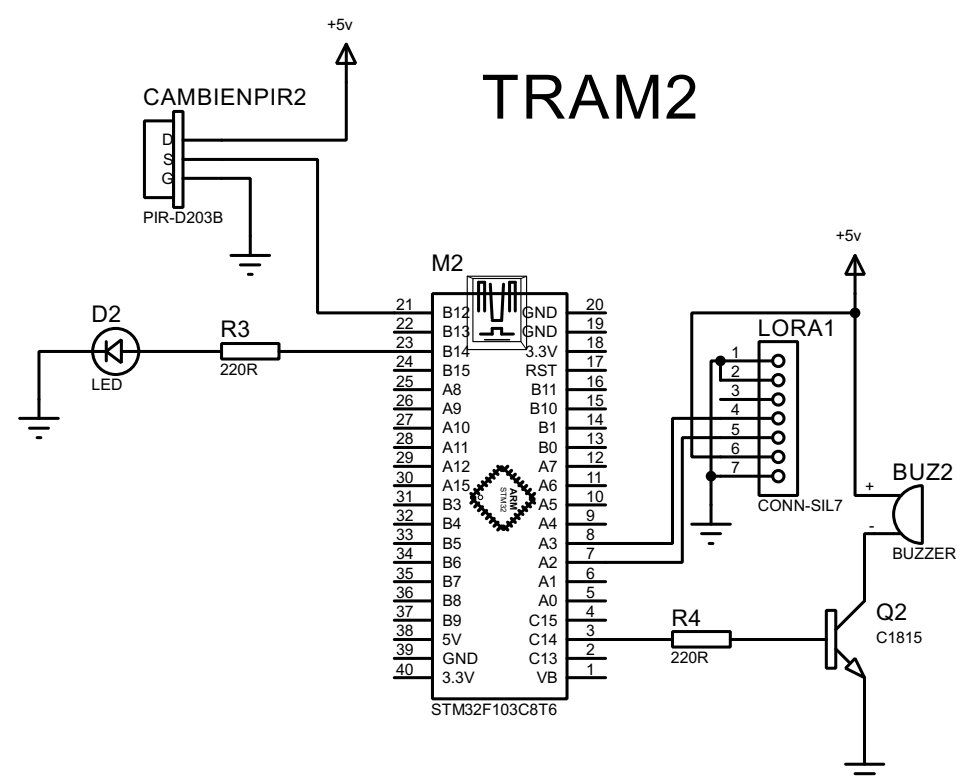 +5v
TRAM2
CAMBIENPIR2
D
S
G
PIR-D203B
+5v
M2
21 B12 GND 20
22 B13 GND 19
23 B14 3.3V 18
24 B15 RST 17
25 A8 B11 16
26 A9 B10 15
27 A10 B1 14
28 A11 B0 13
29 A12 A7 12
30 A15 A6 11
31 B3 A5 10
32 B4 A4 9
33 B5 A3 8
34 B6 A2 7
35 B7 A1 6
36 B8 A0 5
37 B9 C15 4
38 5V C14 3
39 GND C13 2
40 3.3V VB 1
ARM
STM32
STM32F103C8T6
D2
LED
R3
220R
LORA1
1
2
3
4
5
6
7
CONN-SIL7
+
-
BUZ2
BUZZER
R4
220R
Q2
C1815